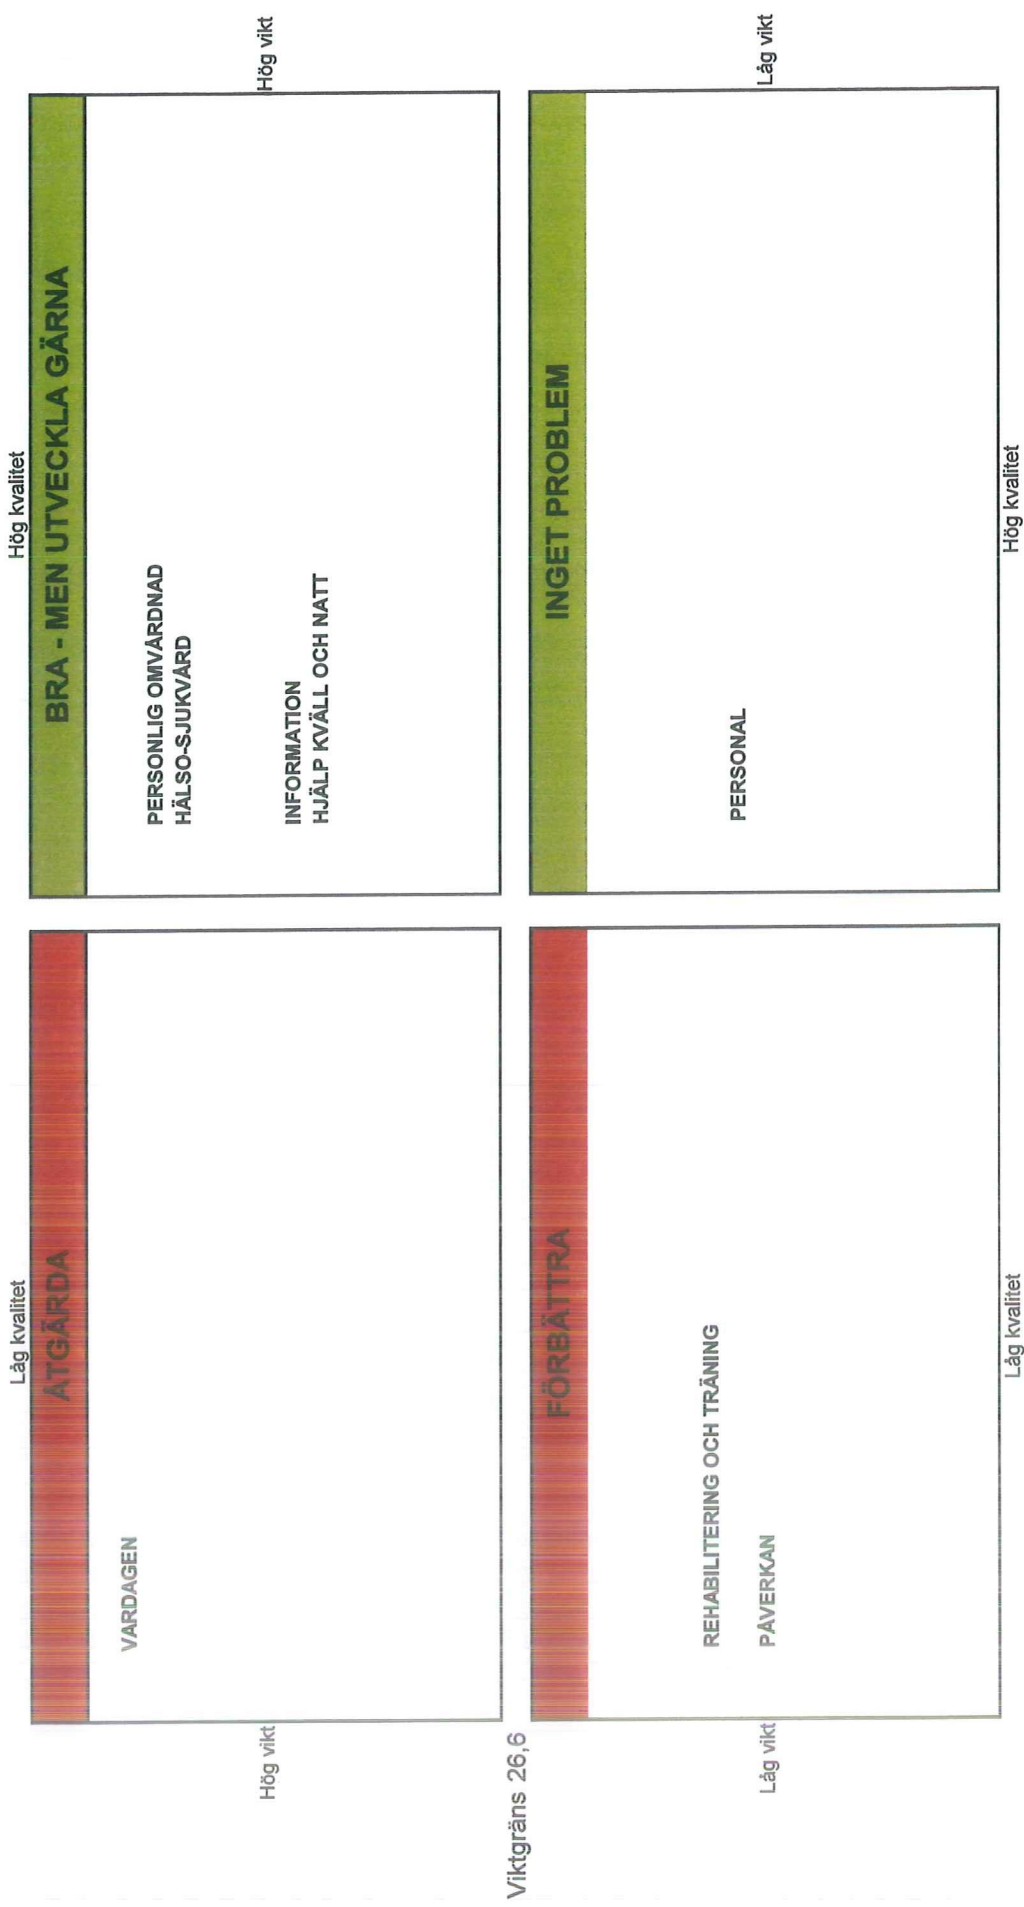 Låg kvalitet
Hög kvalitet
ÅTGÄRDA
BRA - MEN UTVECKLA GÄRNA
VARDAGEN
PERSONLIG OMVÅRDNAD
HÄLSO-SJUKVÅRD
Hög vikt
Hög vikt
INFORMATION
HJÄLP KVÄLL OCH NATT
Viktgräns 26,6
FÖRBÄTTRA
INGET PROBLEM
REHABILITERING OCH TRÄNING
PERSONAL
PÅVERKAN
Låg vikt
Låg vikt
Låg kvalitet
Hög kvalitet